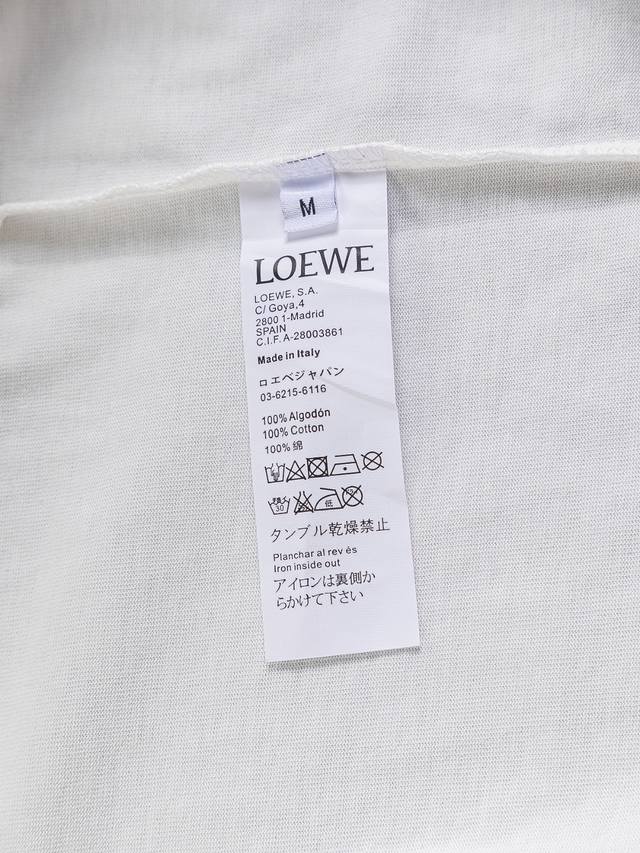 M
LOEWE
LOEWE, S.A.
C/ Goya,4
2800 1-Madrid
SPAIN
C.I.F. A-28003861
Made in Italy
ロエベジャパン
03-6215-6116
100% Algodón
100% Cotton
100% 綿
30 低
タンブル乾燥禁止
Planchar al rev és
Iron inside out
アイロンは裏側か
らかけて下さい